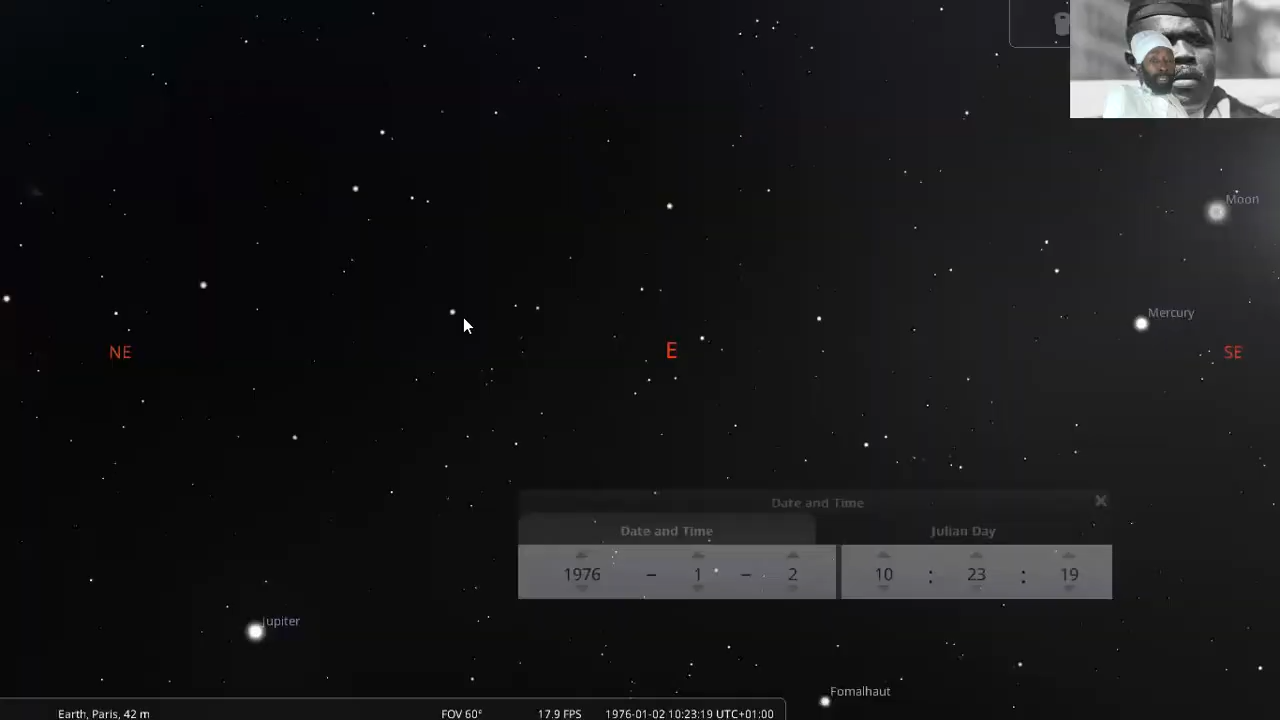 Moon
Mercury
NE
E
SE
Date and Time
Date and Time
Julian Day
1976 – 1 – 2 10 : 23 : 19
Jupiter
Fomalhaut
Earth, Paris, 42 m FOV 60° 17.9 FPS 1976-01-02 10:23:19 UTC+01:00